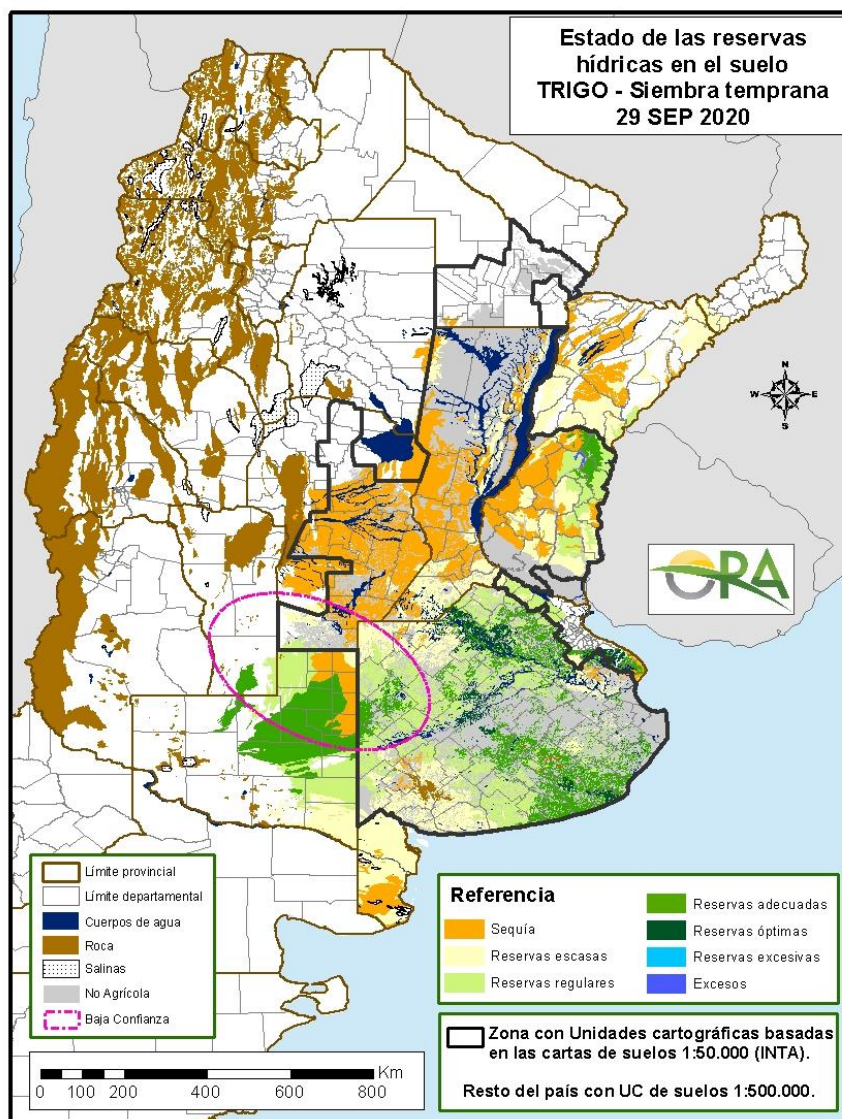 Estado de las reservas
hídricas en el suelo
TRIGO - Siembra temprana
29 SEP 2020
N
W
E
S
ORA
Límite provincial
Límite departamental
Cuerpos de agua
Roca
Salinas
No Agrícola
Baja Confianza
Referencia
Sequía
Reservas escasas
Reservas regulares
Reservas adecuadas
Reservas óptimas
Reservas excesivas
Excesos
Km
0 100 200 400 600 800
Zona con Unidades cartográficas basadas
en las cartas de suelos 1:50.000 (INTA).
Resto del país con UC de suelos 1:500.000.